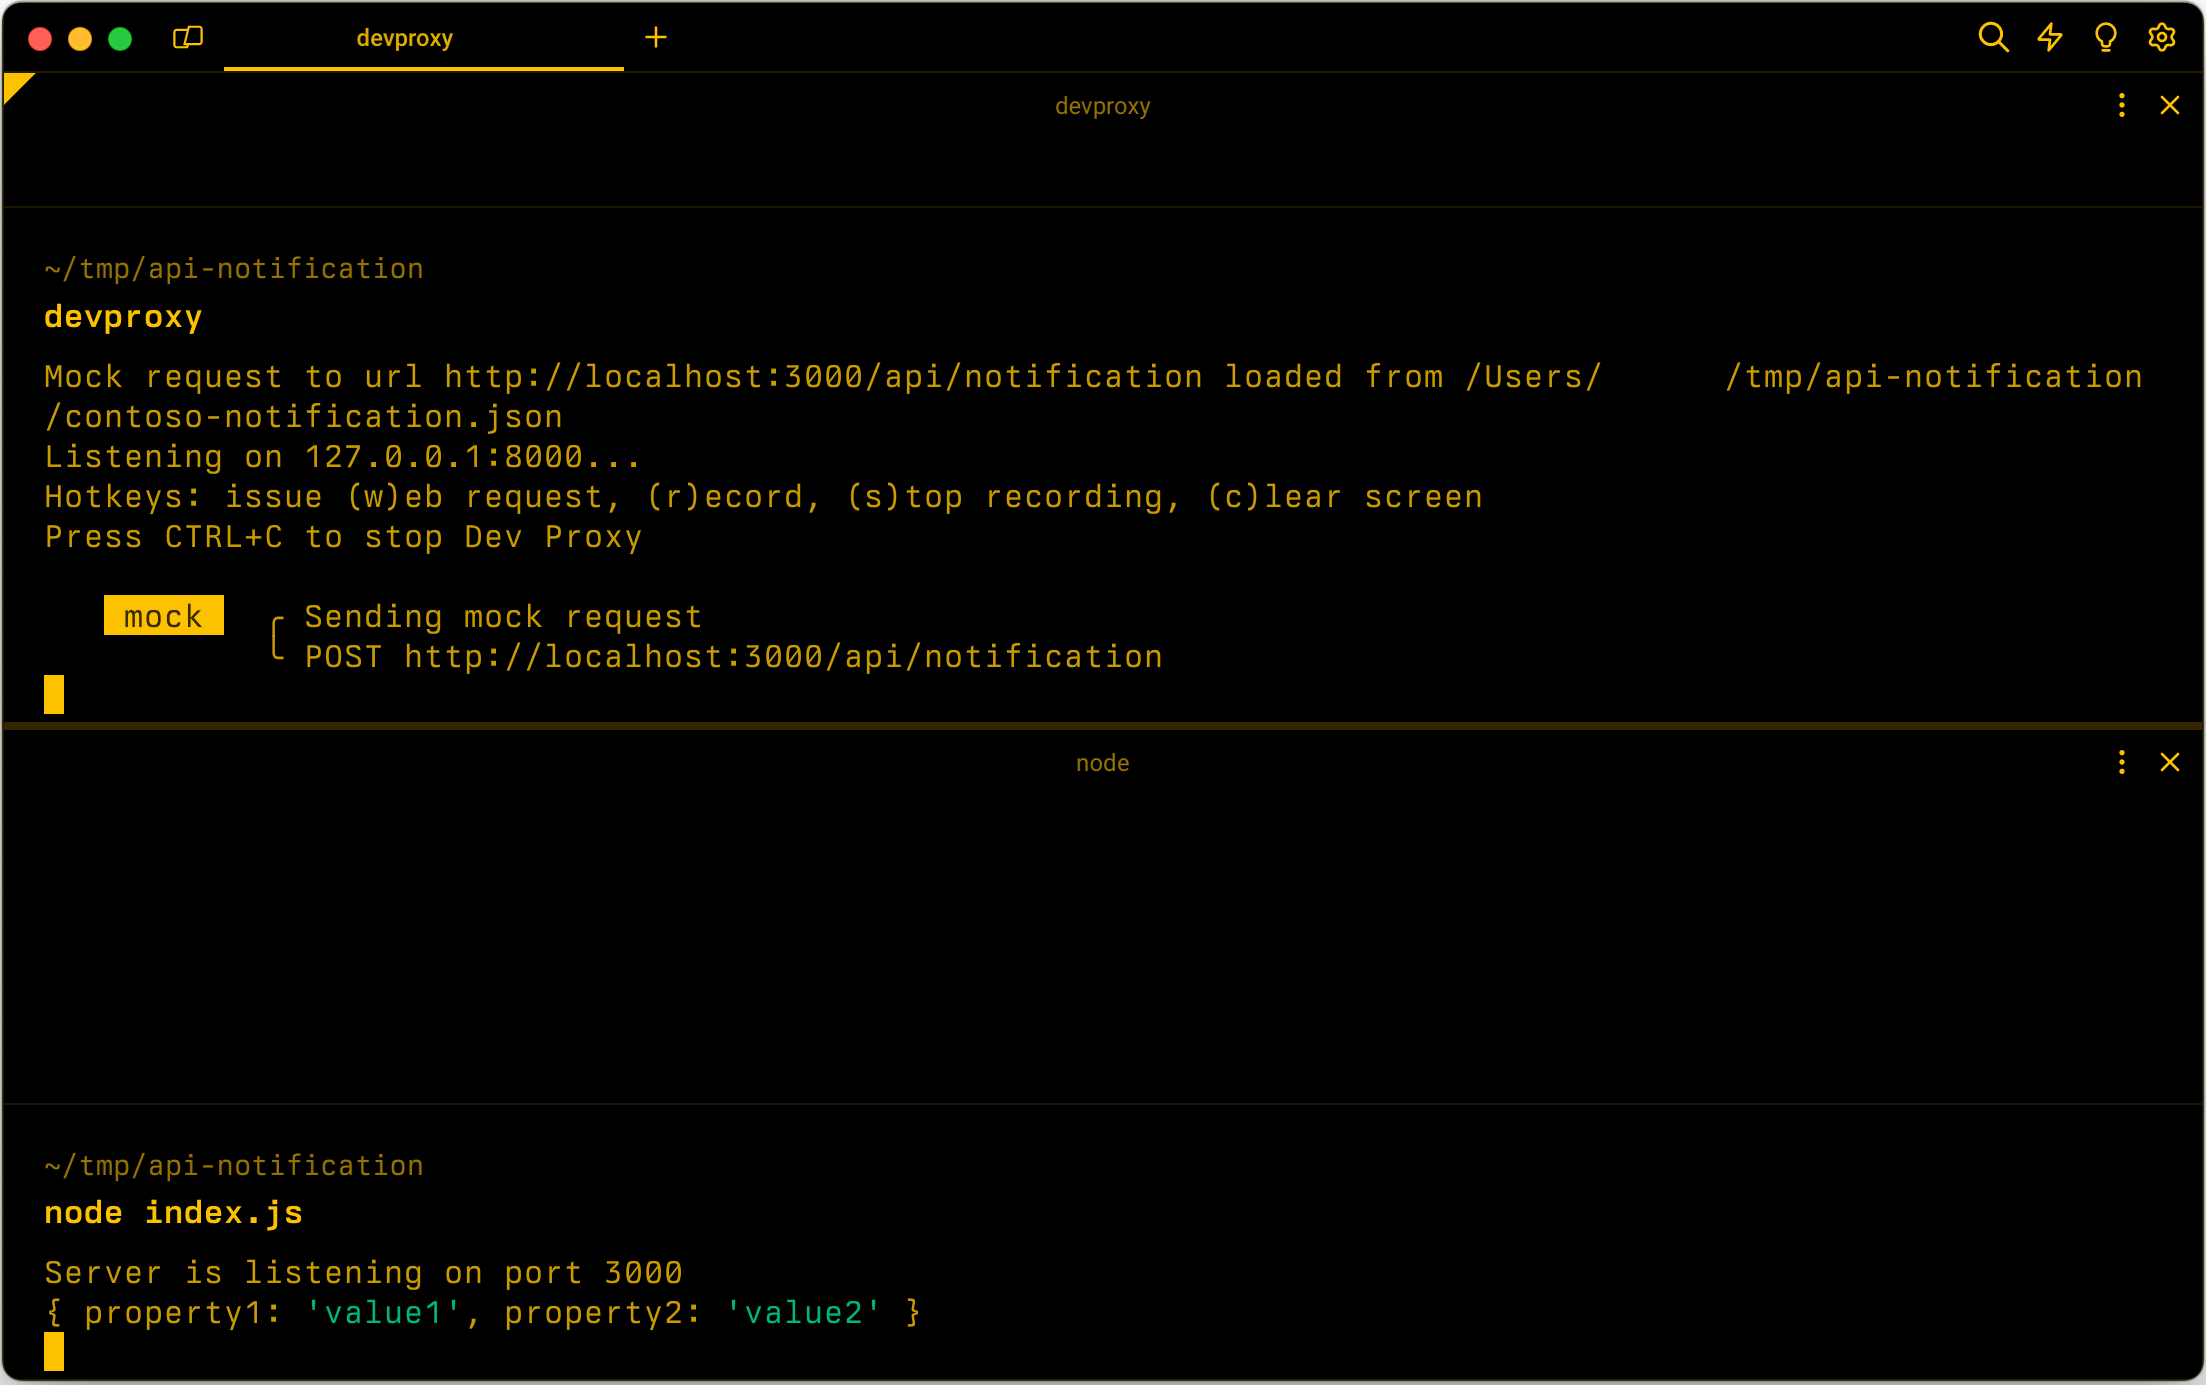 devproxy
devproxy
~/tmp/api-notification
devproxy
Mock request to url http://localhost:3000/api/notification loaded from /Users/ /tmp/api-notification
/contoso-notification.json
Listening on 127.0.0.1:8000...
Hotkeys: issue (w)eb request, (r)ecord, (s)top recording, (c)lear screen
Press CTRL+C to stop Dev Proxy
mock Sending mock request
POST http://localhost:3000/api/notification
node
~/tmp/api-notification
node index.js
Server is listening on port 3000
{ property1: 'value1', property2: 'value2' }